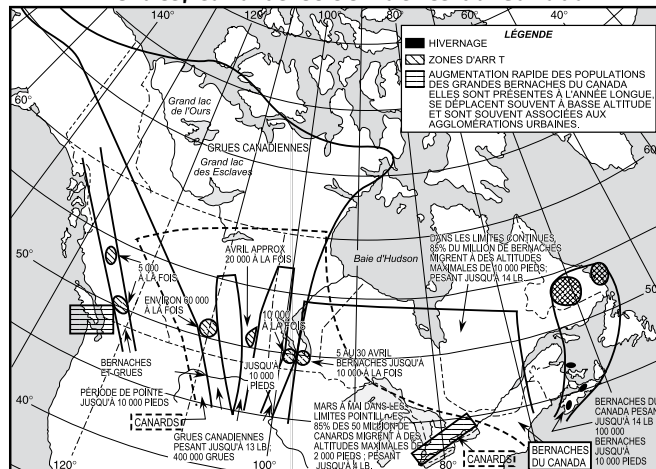 140°
120°
100°
80°
60°
40°
LÉGENDE
HIVERNAGE
ZONES D'ARR T
AUGMENTATION RAPIDE DES POPULATIONS
DES GRANDES BERNACHES DU CANADA
ELLES SONT PRÉSENTES À L'ANNÉE LONGUE,
SE DÉPLACENT SOUVENT À BASSE ALTITUDE
ET SONT SOUVENT ASSOCIÉES AUX
AGGLOMÉRATIONS URBAINES.
60°
Grand lac
de l'Ours
GRUES CANADIENNES
Grand lac
des Esclaves
60
50°
Baie d'Hudson
DANS LES LIMITES CONTINUES,
85% DU MILLION DE BERNACHES
MIGRENT À DES ALTITUDES
MAXIMALES DE 10 000 PIEDS;
PESANT JUSQU'À 14 LB
AVRIL APPROX
20 000 À LA FOIS
5 000
À LA FOIS
ENVIRON 60 000
À LA FOIS
10 000
À LA FOIS
50
BERNACHES
ET GRUES
JUSQU'À
10 000
PIEDS
5 AU 30 AVRIL
BERNACHES JUSQU'À
10 000 À LA FOIS
PÉRIODE DE POINTE
JUSQU'À 10 000 PIEDS
40°
CANARDS
MARS À MAI DANS LES
LIMITES POINTILL ES,
85% DES 50 MILLION DE
CANARDS MIGRENT À DES
ALTITUDES MAXIMALES DE
2 000 PIEDS ; PESANT
JUSQU'À 4 LB.
GRUES CANADIENNES
PESANT JUSQU'À 13 LB ;
400 000 GRUES
BERNACHES DU
CANADA PESANT
JUSQU'À 14 LB
100 000
BERNACHES
JUSQU'À
10 000 PIEDS
CANARDS
BERNACHES
DU CANADA
120°
100°
80°
60°